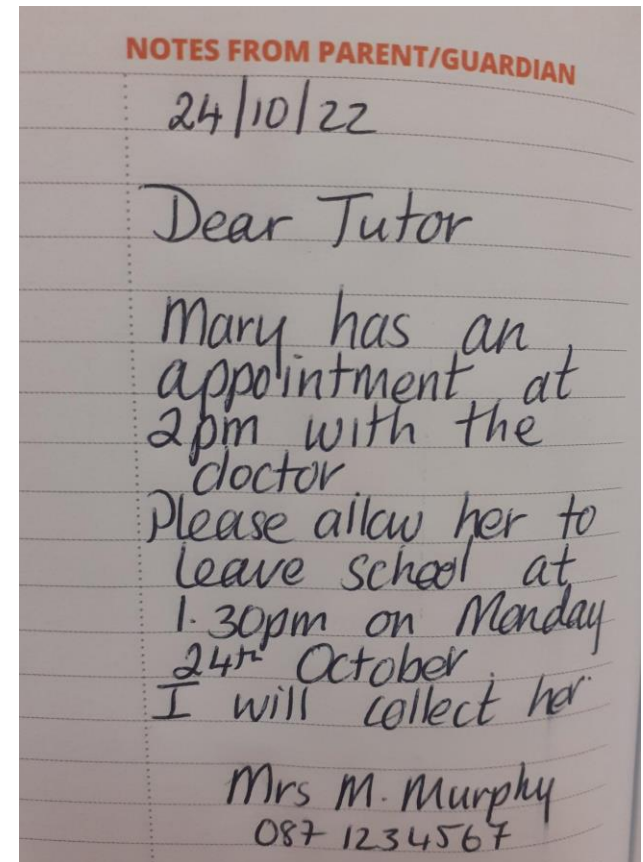 NOTES FROM PARENT/GUARDIAN
24/10/22
Dear Tutor
Mary has an
appointment at
2pm with the
doctor
Please allow her to
leave school at
1.30pm on Monday
24th October.
I will collect her
Mrs M. Murphy
087 1234567